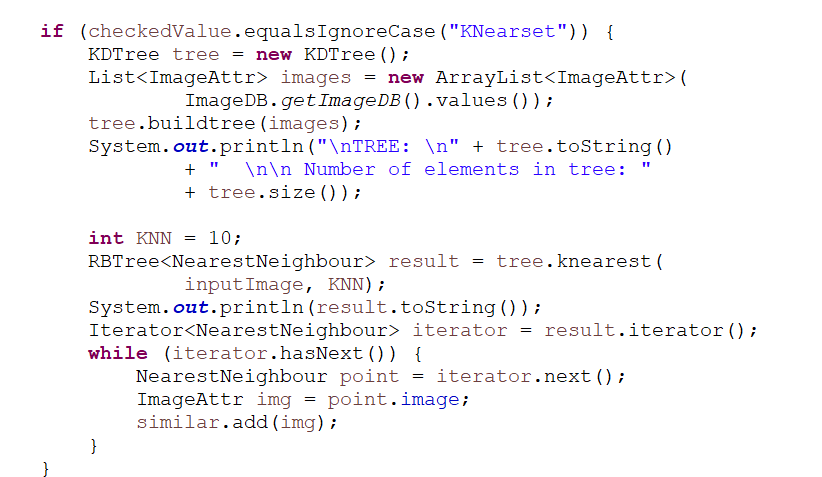 if (checkedValue.equalsIgnoreCase("KNearset")) {
    KDTree tree = new KDTree();
    List<ImageAttr> images = new ArrayList<ImageAttr>(
            ImageDB.getImageDB().values());
    tree.buildtree(images);
    System.out.println("\nTREE: \n" + tree.toString()
            + "  \n\n Number of elements in tree: "
            + tree.size());

    int KNN = 10;
    RBTree<NearestNeighbour> result = tree.knearest(
            inputImage, KNN);
    System.out.println(result.toString());
    Iterator<NearestNeighbour> iterator = result.iterator();
    while (iterator.hasNext()) {
        NearestNeighbour point = iterator.next();
        ImageAttr img = point.image;
        similar.add(img);
    }
}